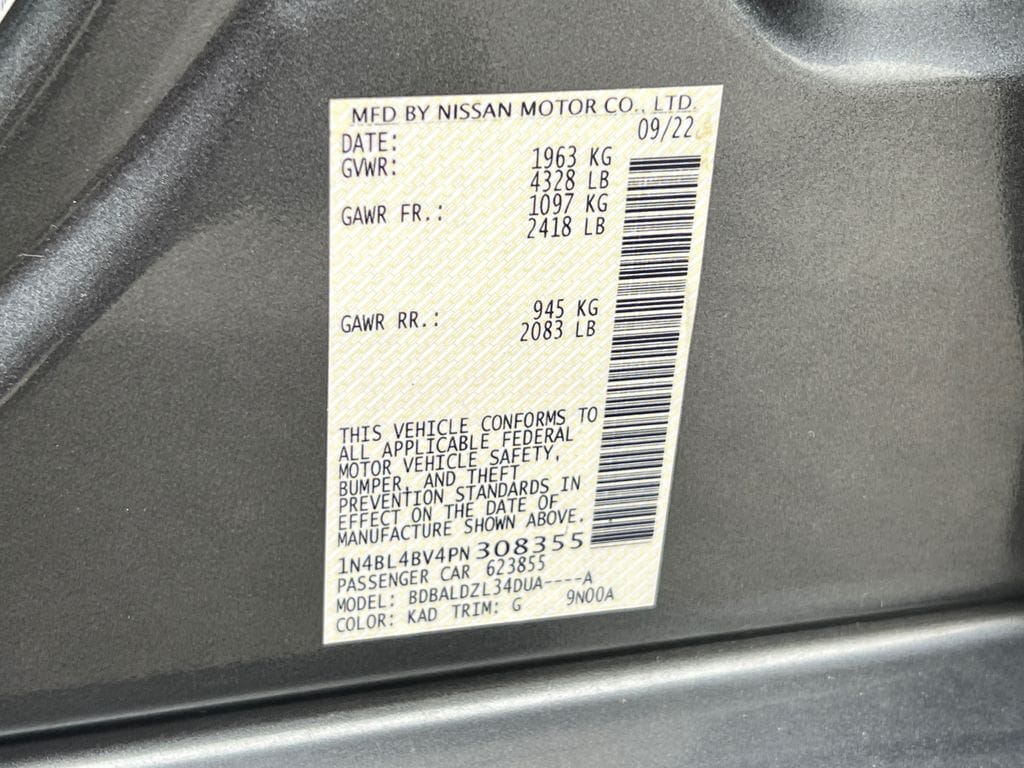 MFD BY NISSAN MOTOR CO., LTD.
DATE: 09/22
GVWR: 1963 KG
4328 LB
GAWR FR.: 1097 KG
2418 LB
GAWR RR.: 945 KG
2083 LB
THIS VEHICLE CONFORMS TO
ALL APPLICABLE FEDERAL
MOTOR VEHICLE SAFETY,
BUMPER, AND THEFT
PREVENTION STANDARDS IN
EFFECT ON THE DATE OF
MANUFACTURE SHOWN ABOVE.
1N4BL4BV4PN308355
PASSENGER CAR 623855
MODEL: BDBALDZL34DUA----A
COLOR: KAD TRIM: G 9N00A